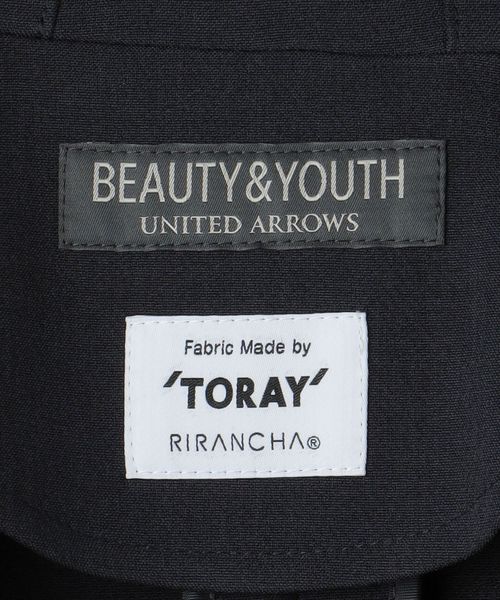 BEAUTY&YOUTH
UNITED ARROWS
Fabric Made by
'TORAY'
RIRANCHA®